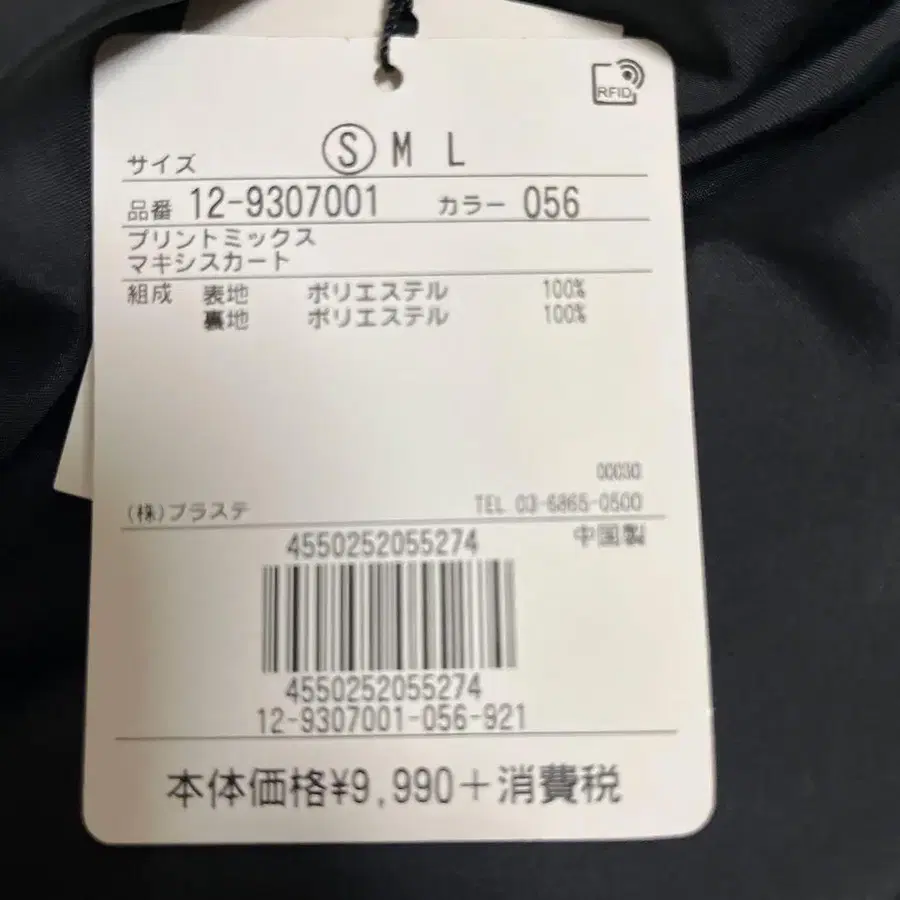 RFID
サイズ Ⓢ M L
品番 12-9307001 カラー 056
プリントミックス
マキシスカート
組成 表地 ポリエステル 100%
裏地 ポリエステル 100%
00030
(株)プラステ TEL 03-6865-0500
4550252055274 中国製
4550252055274
12-9307001-056-921
本体価格¥9,990+消費税